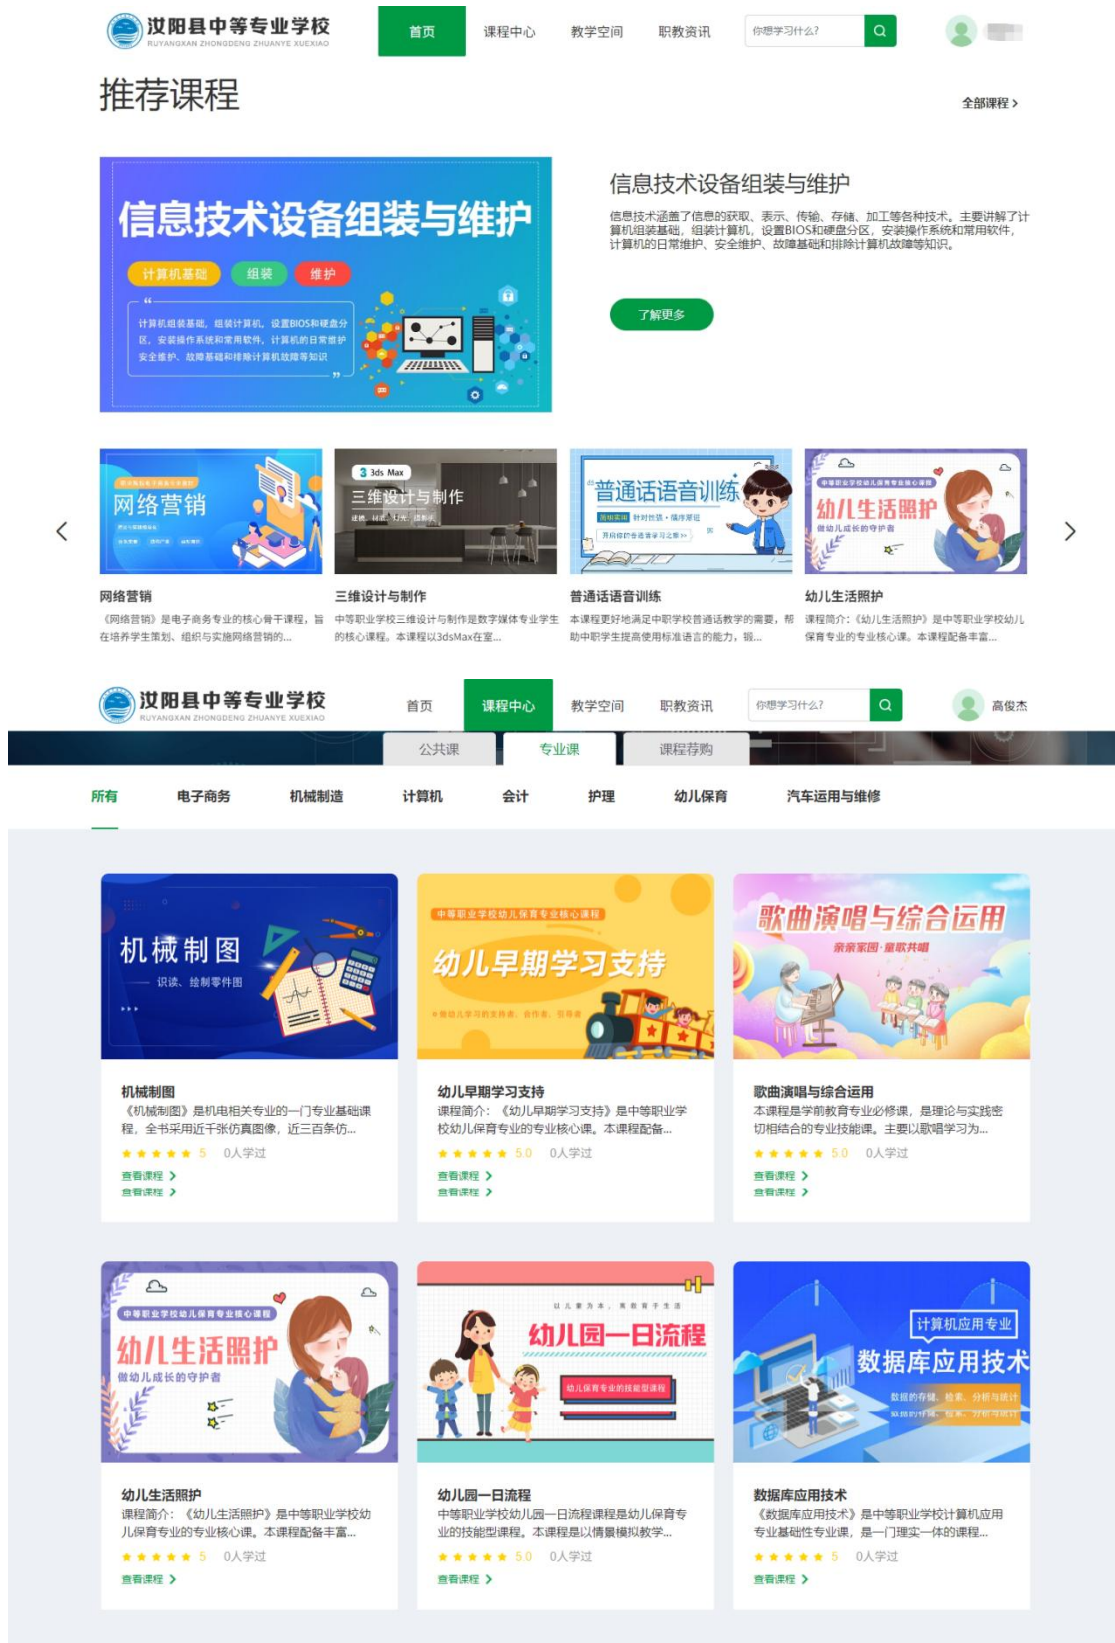 汝阳县中等专业学校
RUYANGXAN ZHONGDENG ZHUANYE XUEXIAO
首页
课程中心
教学空间
职教资讯
你想学习什么?
推荐课程
全部课程 >
信息技术设备组装与维护
计算机基础
组装
维护
计算机组装基础，组装计算机，设置BIOS和硬盘分
区，安装操作系统和常用软件，计算机的日常维护
安全维护、故障基础和排除计算机故障等知识
信息技术设备组装与维护
信息技术涵盖了信息的获取、表示、传输、存储、加工等各种技术。主要讲解了计
算机组装基础，组装计算机，设置BIOS和硬盘分区，安装操作系统和常用软件，
计算机的日常维护、安全维护、故障基础和排除计算机故障等知识。
了解更多
网络营销
3 3ds Max
三维设计与制作
普通话语音训练
针对优镇·循序渐进
中等职业学校幼儿保育专业核心课程
幼儿生活照护
做幼儿成长的守护者
网络营销
《网络营销》是电子商务专业的核心骨干课程，旨
在培养学生策划、组织与实施网络营销的...
三维设计与制作
中等职业学校三维设计与制作是数字媒体专业学生
的核心课程。本课程以3dsMax在室...
普通话语音训练
本课程更好地满足中职学校普通话教学的需要，帮
助中职学生提高使用标准语言的能力，锻...
幼儿生活照护
课程简介：《幼儿生活照护》是中等职业学校幼儿
保育专业的专业核心课。本课程配备丰富...
汝阳县中等专业学校
RUYANGXAN ZHONGDENG ZHUANYE XUEXIAO
首页
课程中心
教学空间
职教资讯
你想学习什么?
高俊杰
公共课
专业课
课程荐购
所有
电子商务
机械制造
计算机
会计
护理
幼儿保育
汽车运用与维修
机械制图
识读、绘制零件图
中等职业学校幼儿保育专业核心课程
幼儿早期学习支持
做幼儿学习的支持者、合作者、引导者
歌曲演唱与综合运用
亲亲家园·童歌共唱
机械制图
《机械制图》是机电相关专业的一门专业基础课
程，全书采用近千张仿真图像，近三百条仿...
★★★★★ 5 0人学过
查看课程 >
查看课程 >
幼儿早期学习支持
课程简介：《幼儿早期学习支持》是中等职业学
校幼儿保育专业的专业核心课。本课程配备...
★★★★★ 5.0 0人学过
查看课程 >
查看课程 >
歌曲演唱与综合运用
本课程是学前教育专业必修课，是理论与实践密
切相结合的专业技能课。主要以歌唱学习为...
★★★★★ 5.0 0人学过
查看课程 >
查看课程 >
中等职业学校幼儿保育专业核心课程
幼儿生活照护
做幼儿成长的守护者
以儿童为本，寓教育于生活
幼儿园一日流程
幼儿保育专业的技能型课程
计算机应用专业
数据库应用技术
数据的存储、检索、分析与统计
幼儿生活照护
课程简介：《幼儿生活照护》是中等职业学校幼
儿保育专业的专业核心课。本课程配备丰富...
★★★★★ 5 0人学过
查看课程 >
幼儿园一日流程
中等职业学校幼儿园一日流程课程是幼儿保育专
业的技能型课程。本课程是以情景模拟教学...
★★★★★ 5.0 0人学过
查看课程 >
数据库应用技术
《数据库应用技术》是中等职业学校计算机应用
专业基础性专业课，是一门理实一体的课程...
★★★★★ 5 0人学过
查看课程 >